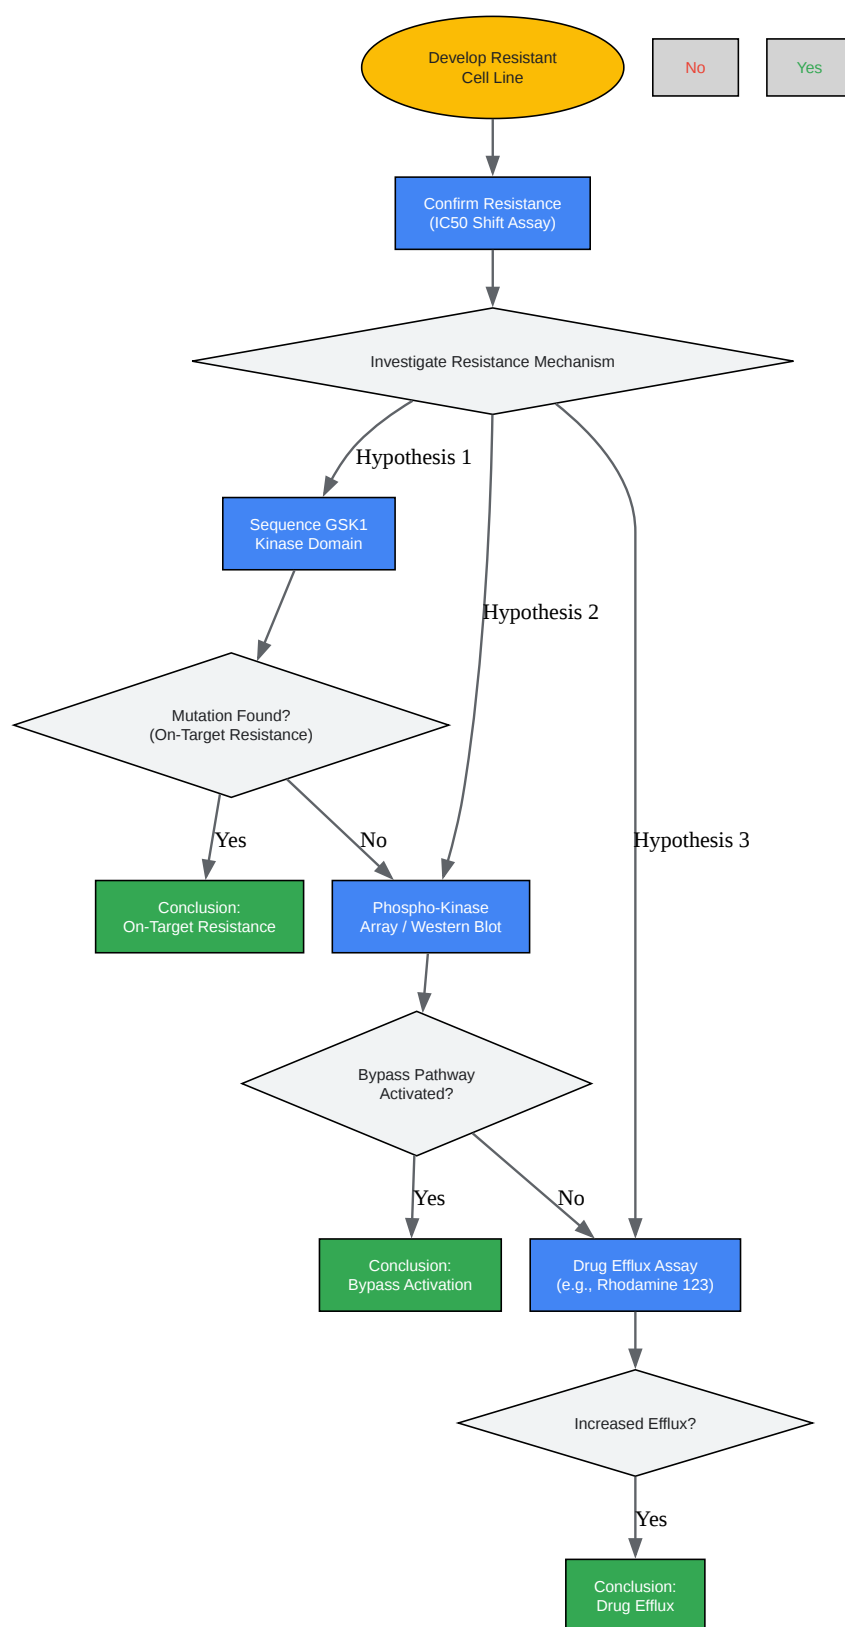 Develop Resistant
Cell Line
No
Yes
Confirm Resistance
(IC50 Shift Assay)
Investigate Resistance Mechanism
Hypothesis 1
Sequence GSK1
Kinase Domain
Hypothesis 2
Mutation Found?
(On-Target Resistance)
Yes
No
Hypothesis 3
Conclusion:
On-Target Resistance
Phospho-Kinase
Array / Western Blot
Bypass Pathway
Activated?
Yes
No
Conclusion:
Bypass Activation
Drug Efflux Assay
(e.g., Rhodamine 123)
Increased Efflux?
Yes
Conclusion:
Drug Efflux